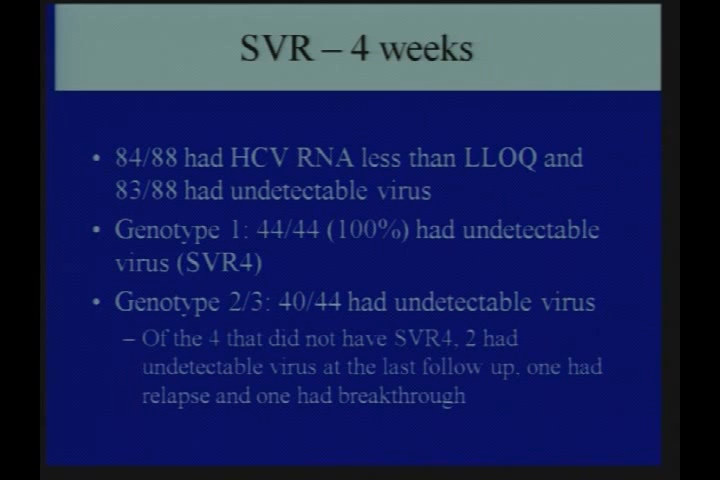 SVR – 4 weeks
• 84/88 had HCV RNA less than LLOQ and
83/88 had undetectable virus
• Genotype 1: 44/44 (100%) had undetectable
virus (SVR4)
• Genotype 2/3: 40/44 had undetectable virus
– Of the 4 that did not have SVR4, 2 had
undetectable virus at the last follow up, one had
relapse and one had breakthrough